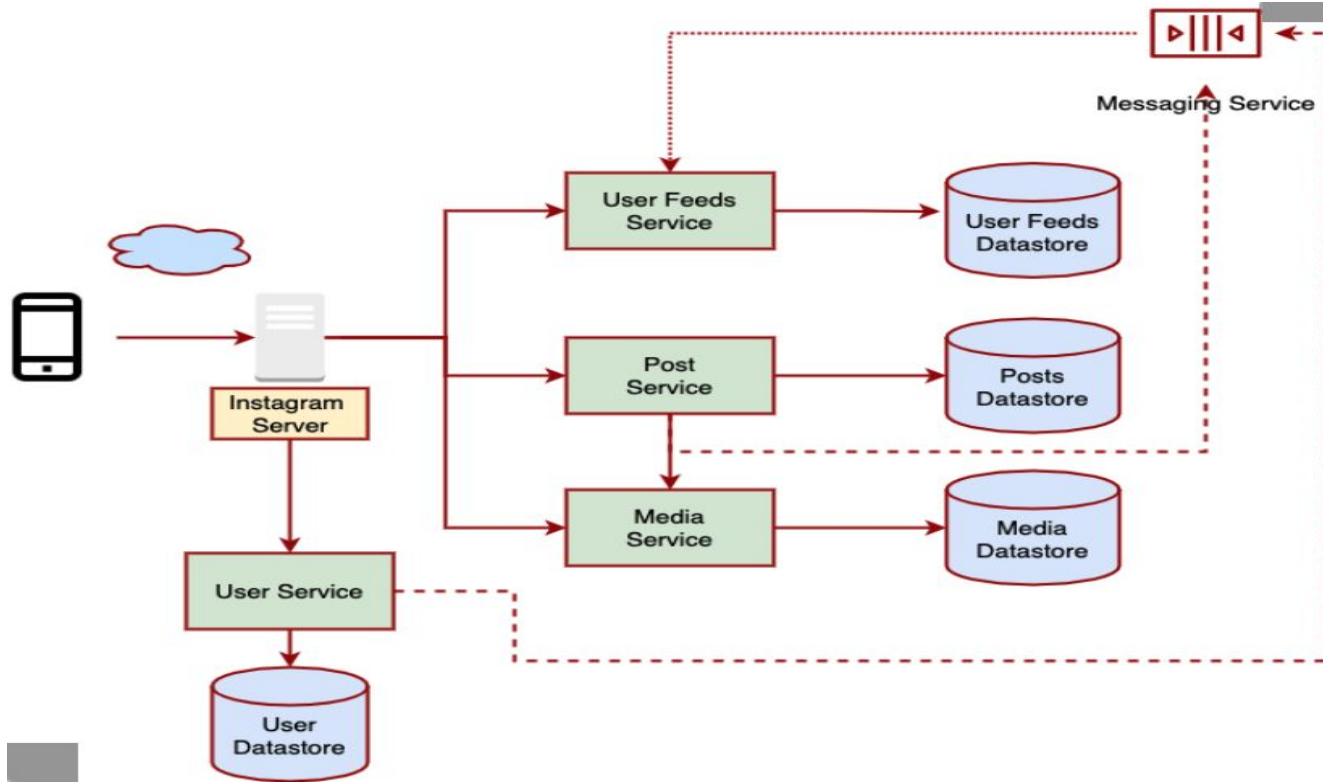 Messaging Service
User Feeds
Service
User Feeds
Datastore
Instagram
Server
Post
Service
Posts
Datastore
Media
Service
Media
Datastore
User Service
User
Datastore